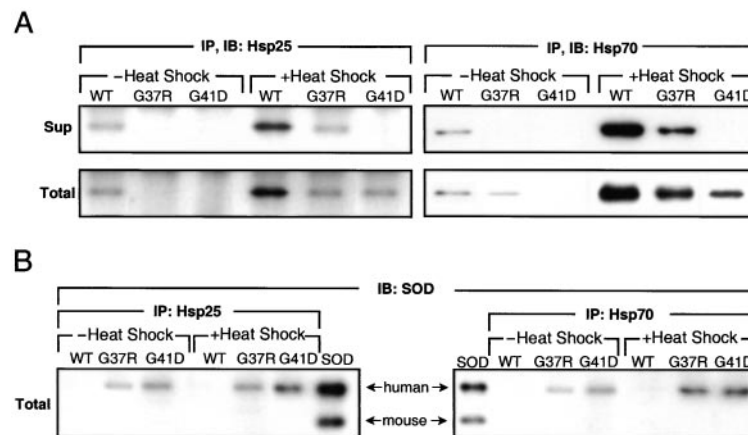 A
IP, IB: Hsp25 IP, IB: Hsp70
–Heat Shock +Heat Shock –Heat Shock +Heat Shock
WT G37R G41D WT G37R G41D WT G37R G41D WT G37R G41D
Sup
Total
B
IB: SOD
IP: Hsp25 IP: Hsp70
–Heat Shock +Heat Shock –Heat Shock +Heat Shock
WT G37R G41D WT G37R G41D SOD SOD WT G37R G41D WT G37R G41D
Total
human
mouse